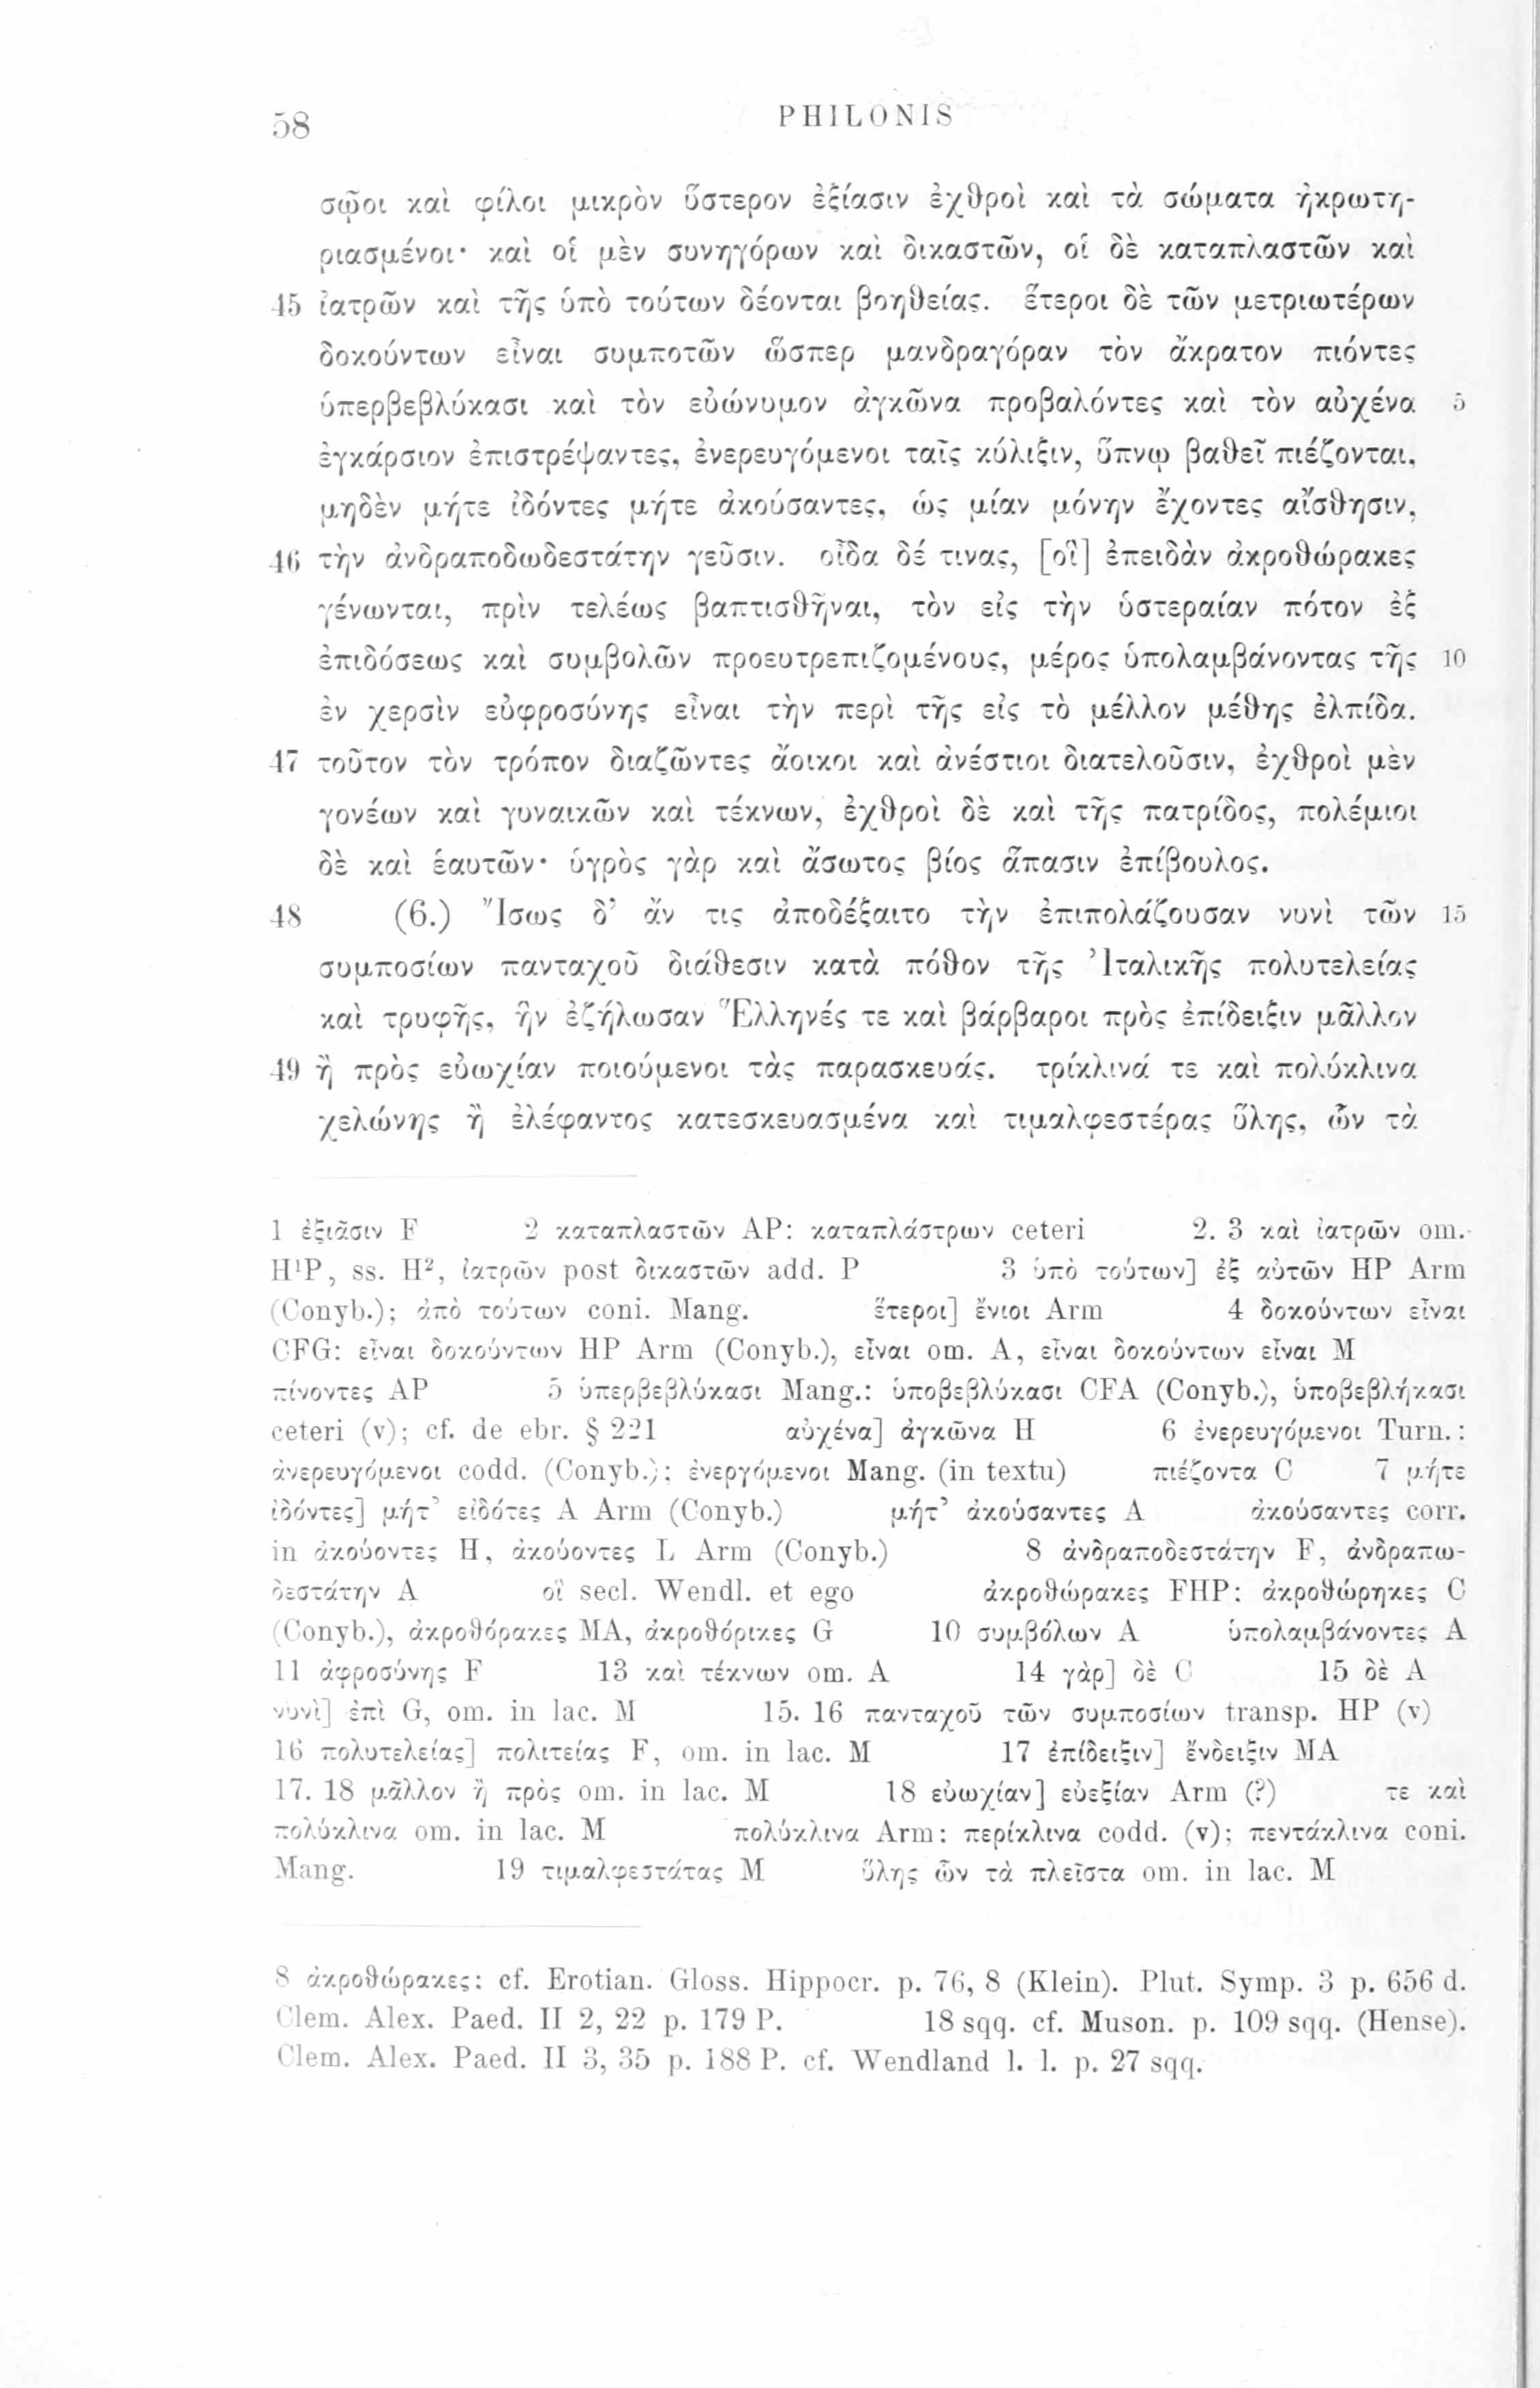 58
PHILONIS
σῷοι καὶ φίλοι μικρὸν ὕστερον ἐξίασιν ἐχθροὶ καὶ τὰ σώματα ἠκρωτη-
ριασμένοι· καὶ οἱ μὲν συνηγόρων καὶ δικαστῶν, οἱ δὲ καταπλαστῶν καὶ
45 ἰατρῶν καὶ τῆς ὑπὸ τούτων δέονται βοηθείας. ἕτεροι δὲ τῶν μετριωτέρων
δοκούντων εἶναι συμποτῶν ὥσπερ μανδραγόραν τὸν ἄκρατον πιόντες
ὑπερβεβλύκασι καὶ τὸν εὐώνυμον ἀγκῶνα προβαλόντες καὶ τὸν αὐχένα 5
ἐγκάρσιον ἐπιστρέψαντες, ἐνερευγόμενοι ταῖς κύλιξιν, ὕπνῳ βαθεῖ πιέζονται,
μηδὲν μήτε ἰδόντες μήτε ἀκούσαντες, ὡς μίαν μόνην ἔχοντες αἴσθησιν,
46 τὴν ἀνδραποδωδεστάτην γεῦσιν. οἶδα δέ τινας, [οἳ] ἐπειδὰν ἀκροθώρακες
γένωνται, πρὶν τελέως βαπτισθῆναι, τὸν εἰς τὴν ὑστεραίαν πότον ἐξ
ἐπιδόσεως καὶ συμβολῶν προευτρεπιζομένους, μέρος ὑπολαμβάνοντας τῆς 10
ἐν χερσὶν εὐφροσύνης εἶναι τὴν περὶ τῆς εἰς τὸ μέλλον μέθης ἐλπίδα.
47 τοῦτον τὸν τρόπον διαζῶντες ἄοικοι καὶ ἀνέστιοι διατελοῦσιν, ἐχθροὶ μὲν
γονέων καὶ γυναικῶν καὶ τέκνων, ἐχθροὶ δὲ καὶ τῆς πατρίδος, πολέμιοι
δὲ καὶ ἑαυτῶν· ὑγρὸς γὰρ καὶ ἄσωτος βίος ἅπασιν ἐπίβουλος.
48 (6.) Ἴσως δ’ ἄν τις ἀποδέξαιτο τὴν ἐπιπολάζουσαν νυνὶ τῶν 15
συμποσίων πανταχοῦ διάθεσιν κατὰ πόθον τῆς Ἰταλικῆς πολυτελείας
καὶ τρυφῆς, ἣν ἐζήλωσαν Ἕλληνές τε καὶ βάρβαροι πρὸς ἐπίδειξιν μᾶλλον
49 ἢ πρὸς εὐωχίαν ποιούμενοι τὰς παρασκευάς. τρίκλινά τε καὶ πολύκλινα
χελώνης ἢ ἐλέφαντος κατεσκευασμένα καὶ τιμαλφεστέρας ὕλης, ὧν τὰ
1 ἐξιᾶσιν F 2 καταπλαστῶν AP: καταπλάστρων ceteri 2. 3 καὶ ἰατρῶν om.
H¹P, ss. H², ἰατρῶν post δικαστῶν add. P 3 ὑπὸ τούτων] ἐξ αὐτῶν HP Arm
(Conyb.); ἀπὸ τούτων coni. Mang. ἕτεροι] ἔνιοι Arm 4 δοκούντων εἶναι
CFG: εἶναι δοκούντων HP Arm (Conyb.), εἶναι om. A, εἶναι δοκούντων εἶναι M
πίνοντες AP 5 ὑπερβεβλύκασι Mang.: ὑποβεβλύκασι CFA (Conyb.), ὑποβεβλήκασι
ceteri (v); cf. de ebr. § 221 αὐχένα] ἀγκῶνα H 6 ἐνερευγόμενοι Turn.:
ἀνερευγόμενοι codd. (Conyb.); ἐνεργόμενοι Mang. (in textu) πιέζοντα C 7 μήτε
ἰδόντες] μήτ’ εἰδότες A Arm (Conyb.) μήτ’ ἀκούσαντες A ἀκούσαντες corr.
in ἀκούοντες H, ἀκούοντες L Arm (Conyb.) 8 ἀνδραποδεστάτην F, ἀνδραπω-
δεστάτην A οἳ secl. Wendl. et ego ἀκροθώρακες FHP: ἀκροθώρηκες C
(Conyb.), ἀκροθόρακες MA, ἀκροθόρικες G 10 συμβόλων A ὑπολαμβάνοντες A
11 ἀφροσύνης F 13 καὶ τέκνων om. A 14 γὰρ] δὲ C 15 δὲ A
νυνὶ] ἐπὶ G, om. in lac. M 15. 16 πανταχοῦ τῶν συμποσίων transp. HP (v)
16 πολυτελείας] πολιτείας F, om. in lac. M 17 ἐπίδειξιν] ἔνδειξιν MA
17. 18 μᾶλλον ἢ πρὸς om. in lac. M 18 εὐωχίαν] εὐεξίαν Arm (?) τε καὶ
πολύκλινα om. in lac. M πολύκλινα Arm: περίκλινα codd. (v); πεντάκλινα coni.
Mang. 19 τιμαλφεστάτας M ὕλης ὧν τὰ πλεῖστα om. in lac. M
8 ἀκροθώρακες: cf. Erotian. Gloss. Hippocr. p. 76, 8 (Klein). Plut. Symp. 3 p. 656 d.
Clem. Alex. Paed. II 2, 22 p. 179 P. 18 sqq. cf. Muson. p. 109 sqq. (Hense).
Clem. Alex. Paed. II 3, 35 p. 188 P. cf. Wendland l. l. p. 27 sqq.